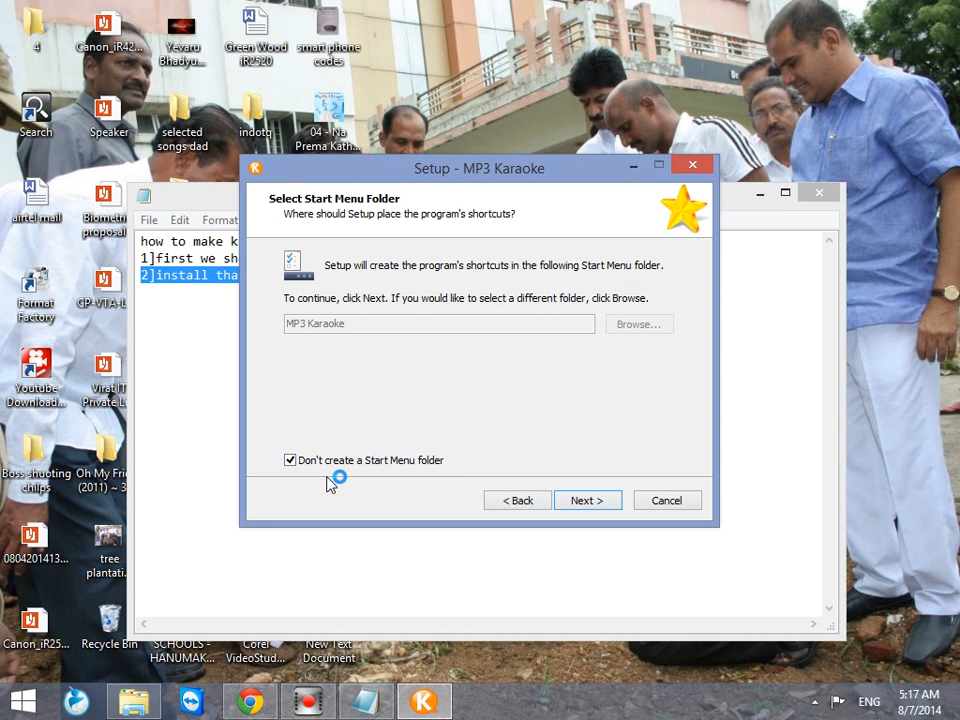 4
Canon_iR42...
Yevaru
Bhadyu...
Green Wood
iR2520
smart phone
codes
Search
Speaker
selected
songs dad
indotg
04 - Na
Prema Kath...
airtel mail
Biometri
proposal
Format
Factory
CP-VTA-L
Youtube
Download...
Virat IT
Private Li
Boss shuoting
chiips
Oh My Frie
(2011) ~ 3
0804201413...
tree
plantati...
Canon_iR25...
Recycle Bin
SCHOOLS -
HANUMAK...
Corel
VideoStud...
New Text
Document
File Edit Format
how to make k
1]first we sh
2]install tha
Setup - MP3 Karaoke
Select Start Menu Folder
Where should Setup place the program's shortcuts?
Setup will create the program's shortcuts in the following Start Menu folder.
To continue, click Next. If you would like to select a different folder, click Browse.
MP3 Karaoke
Browse...
Don't create a Start Menu folder
< Back
Next >
Cancel
ENG
5:17 AM
8/7/2014